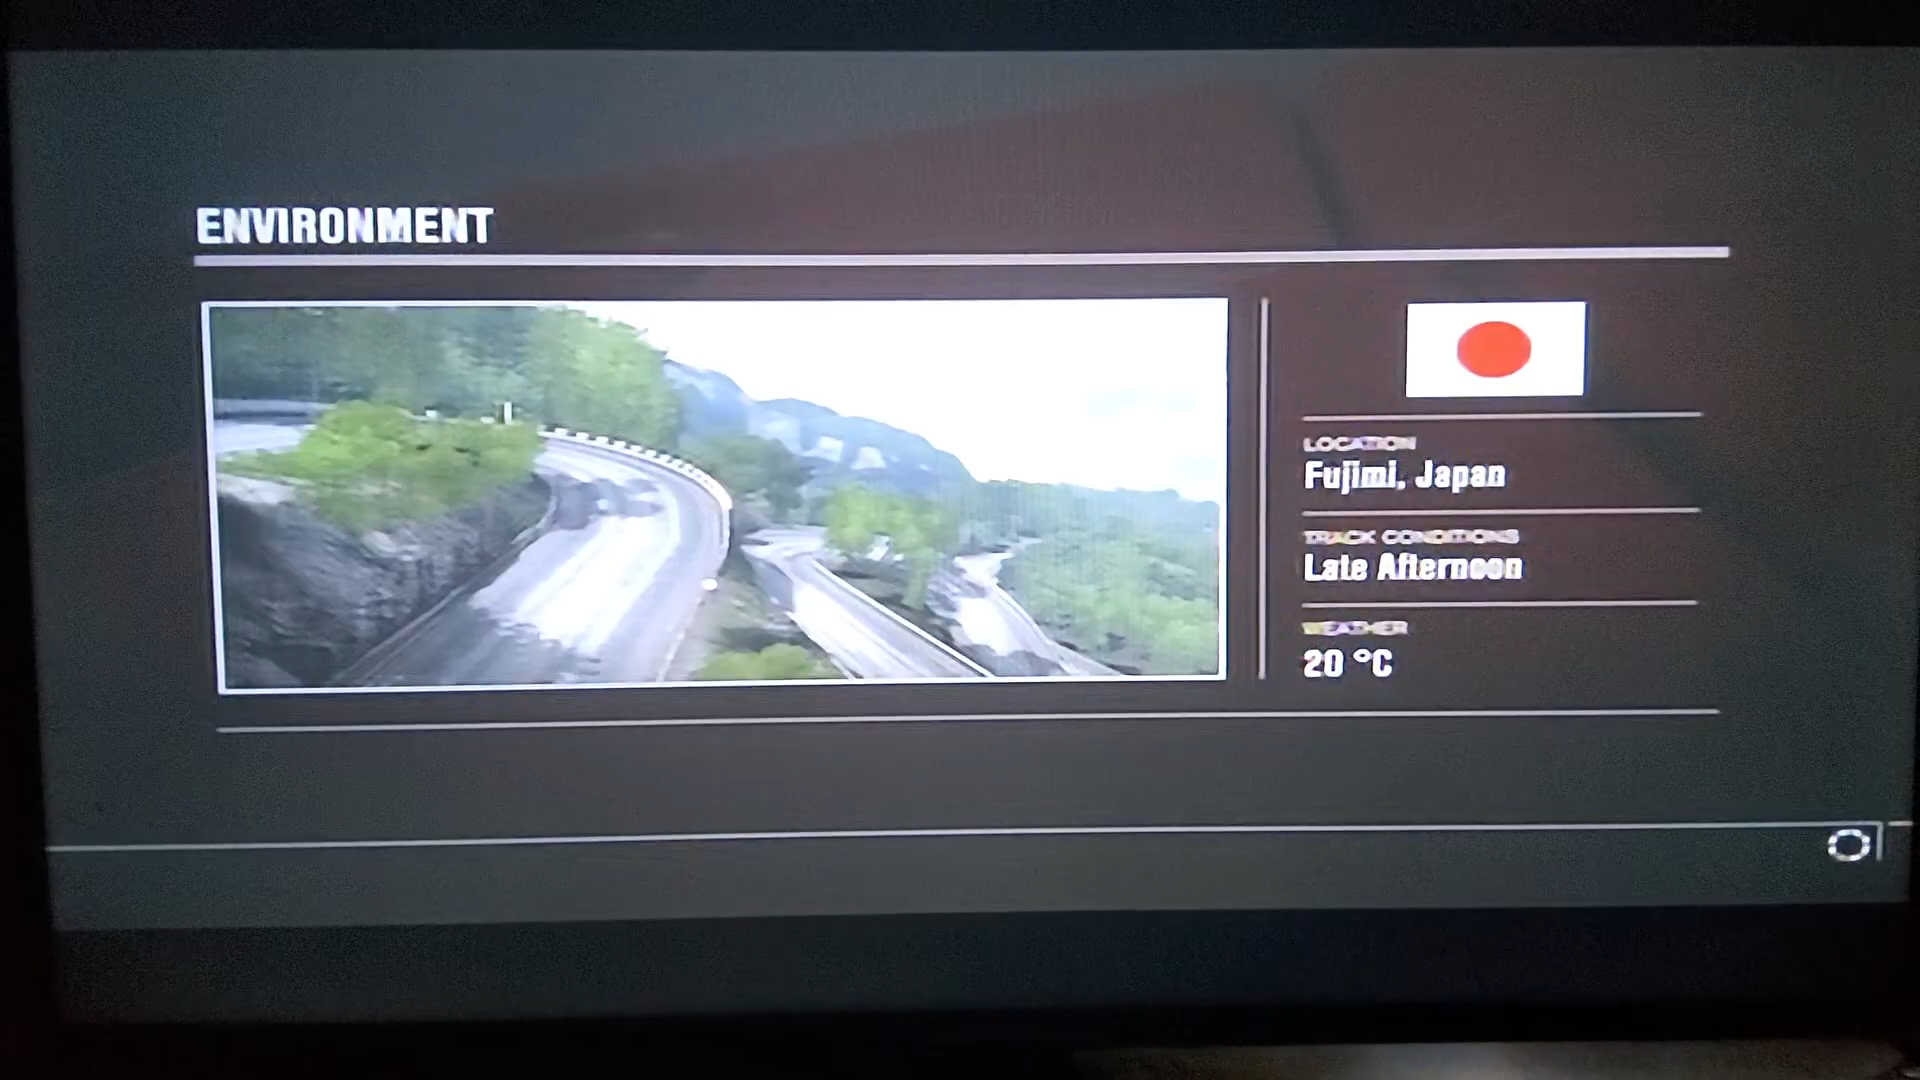 ENVIRONMENT
LOCATION
Fujimi, Japan
TRACK CONDITIONS
Late Afternoon
WEATHER
20 °C